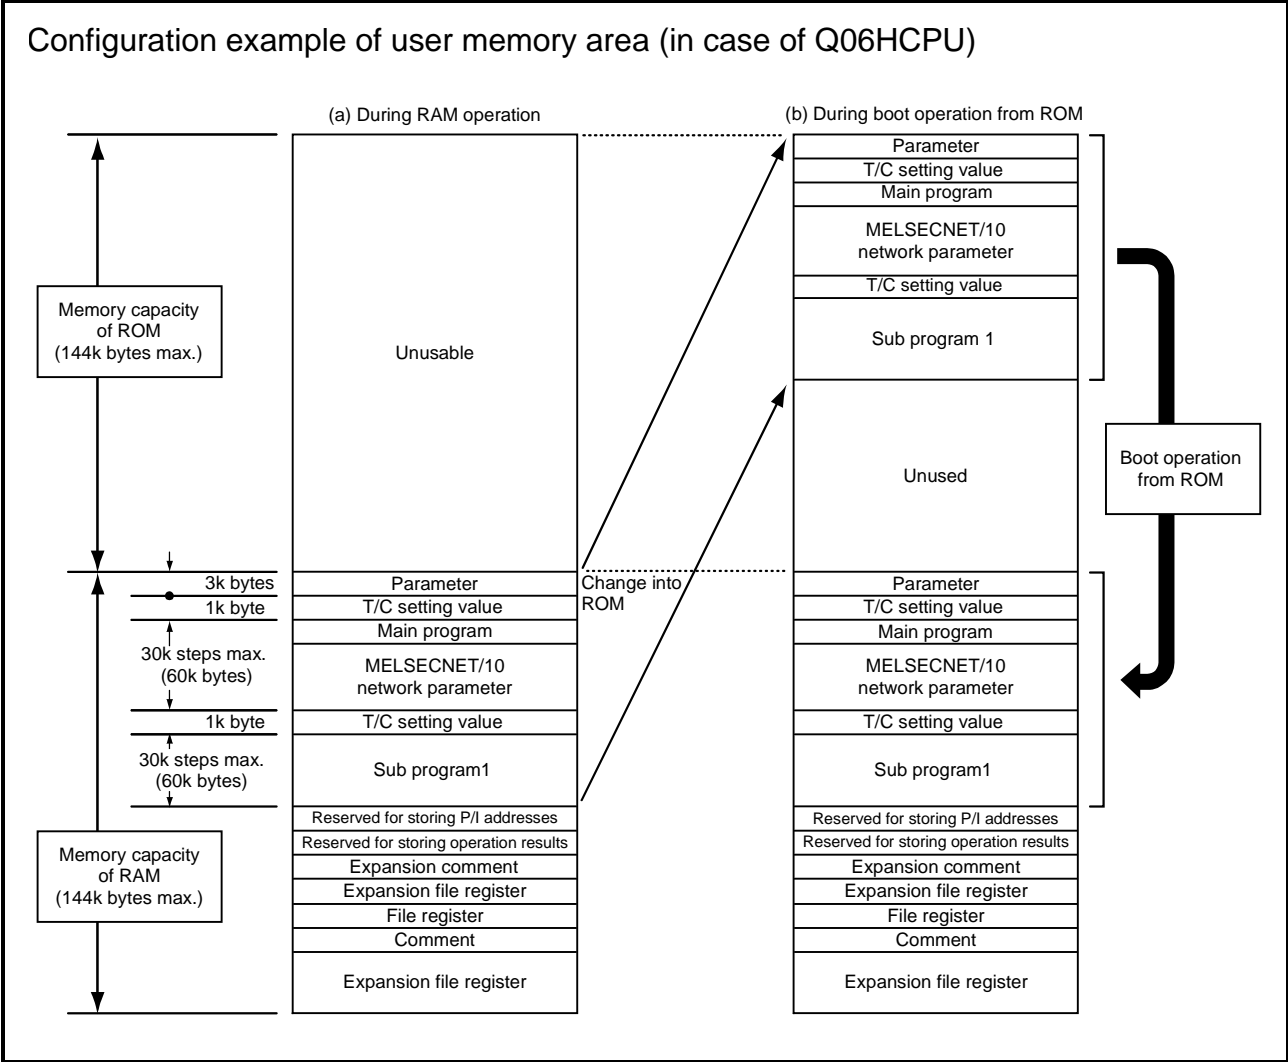 Configuration example of user memory area (in case of Q06HCPU)
(a) During RAM operation
(b) During boot operation from ROM
Memory capacity
of ROM
(144k bytes max.)
Unusable
Parameter
T/C setting value
Main program
MELSECNET/10
network parameter
T/C setting value
Sub program 1
Unused
Boot operation
from ROM
Change into
ROM
3k bytes
1k byte
30k steps max.
(60k bytes)
1k byte
30k steps max.
(60k bytes)
Memory capacity
of RAM
(144k bytes max.)
Parameter
T/C setting value
Main program
MELSECNET/10
network parameter
T/C setting value
Sub program1
Reserved for storing P/I addresses
Reserved for storing operation results
Expansion comment
Expansion file register
File register
Comment
Expansion file register
Parameter
T/C setting value
Main program
MELSECNET/10
network parameter
T/C setting value
Sub program1
Reserved for storing P/I addresses
Reserved for storing operation results
Expansion comment
Expansion file register
File register
Comment
Expansion file register